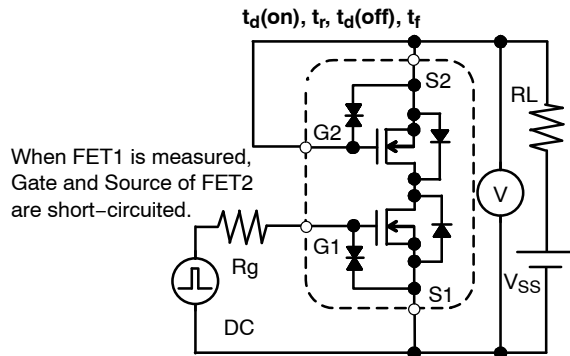 td(on), tr, td(off), tf
S2
RL
G2
When FET1 is measured,
Gate and Source of FET2
are short−circuited.
V
G1
Rg
VSS
S1
DC